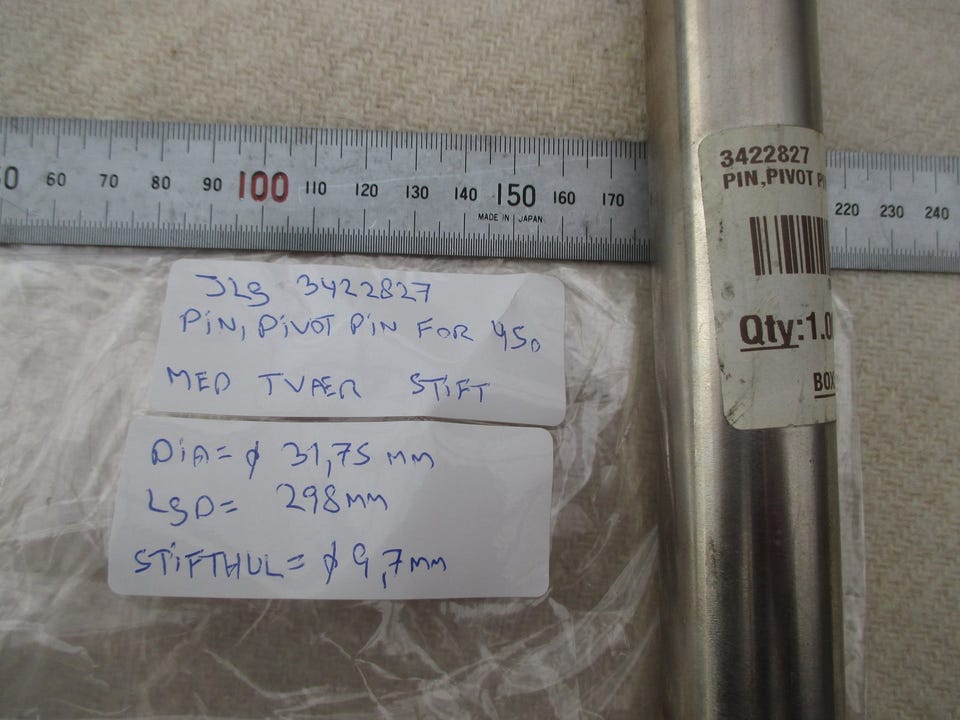 60 70 80 90 100 110 120 130 140 150 160 170
MADE IN JAPAN
220 230 240
3422827
PIN,PIVOT
Qty:1.0
BOX
JLG 3422827
PIN, PIVOT PIN FOR 450
MED TVÆR STIFT
DIA= ϕ 31,75 MM
LGD= 298MM
STIFTHUL= ϕ 9,7MM